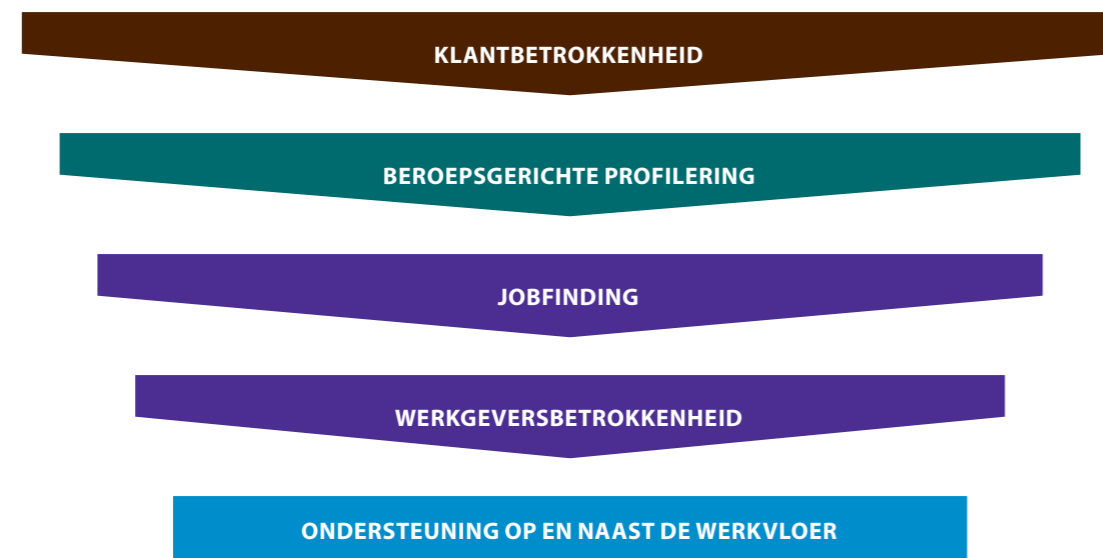 KLANTBETROKKENHEID
BEROEPSGERICHTE PROFILERING
JOBFINDING
WERKGEVERSBETROKKENHEID
ONDERSTEUNING OP EN NAAST DE WERKVLOER